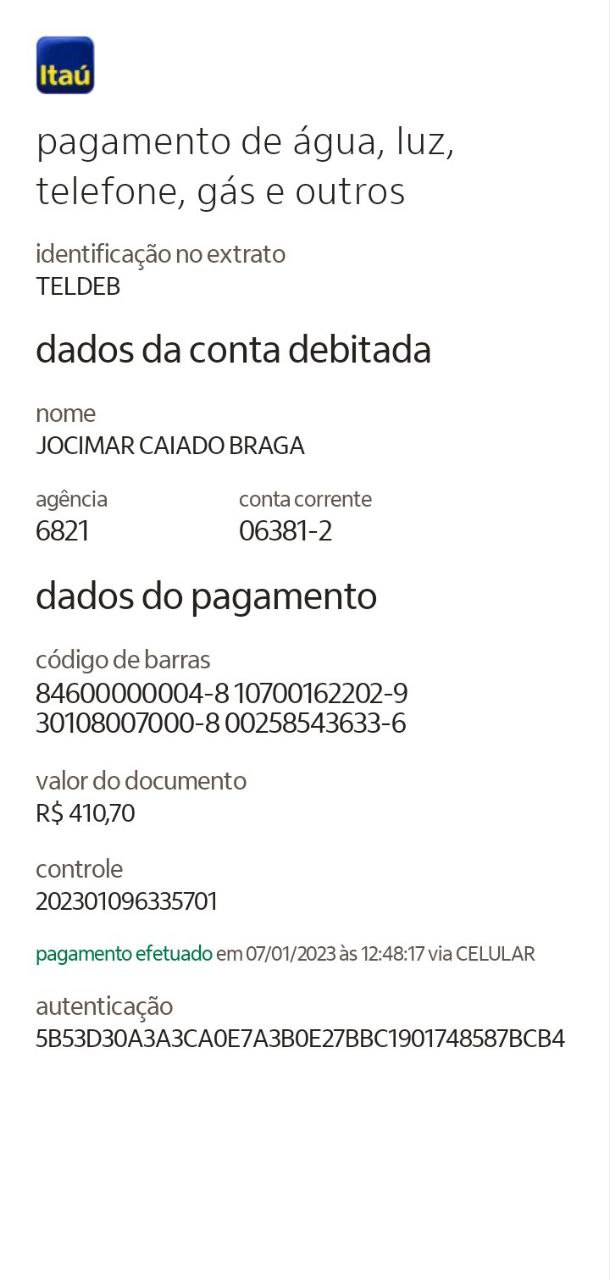 Itaú
pagamento de água, luz,
telefone, gás e outros
identificação no extrato
TELDEB
dados da conta debitada
nome
JOCIMAR CAIADO BRAGA
agência conta corrente
6821 06381-2
dados do pagamento
código de barras
84600000004-8 10700162202-9
30108007000-8 00258543633-6
valor do documento
R$ 410,70
controle
202301096335701
pagamento efetuado em 07/01/2023 às 12:48:17 via CELULAR
autenticação
5B53D30A3A3CA0E7A3B0E27BBC1901748587BCB4